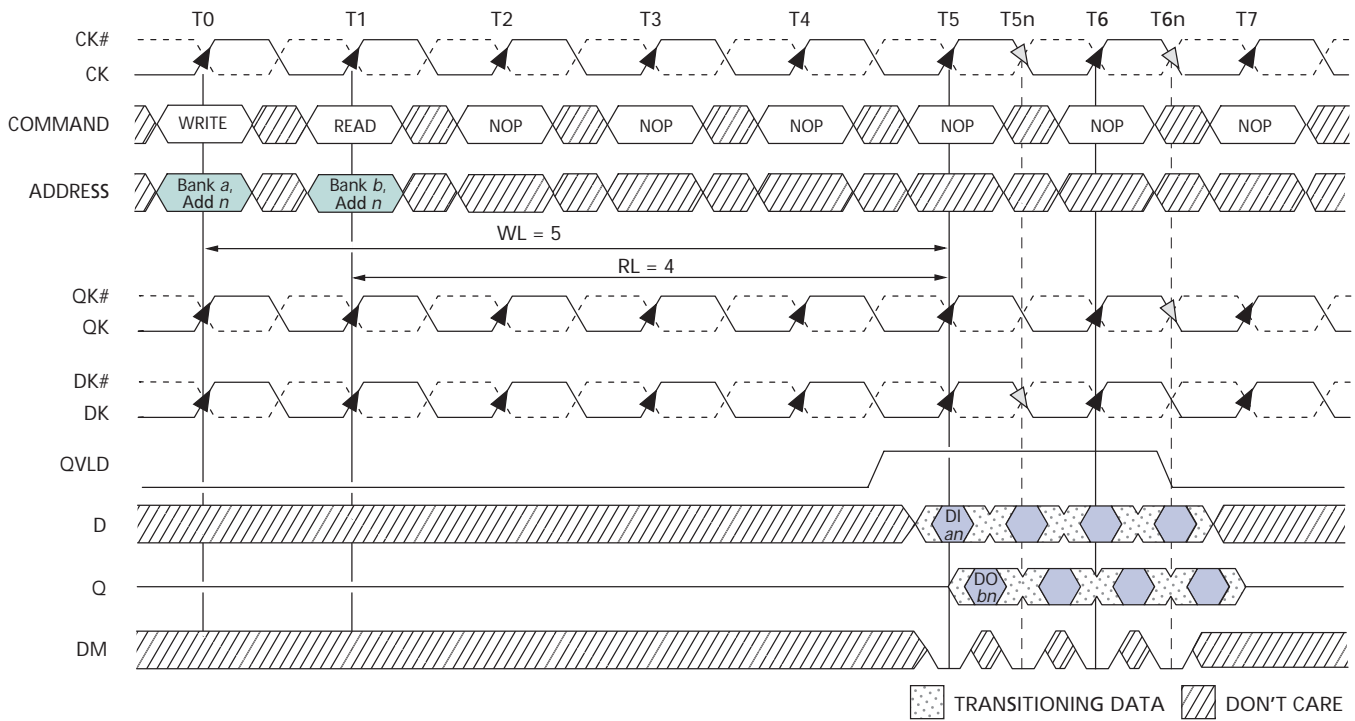 T0 T1 T2 T3 T4 T5 T5n T6 T6n T7
CK#
CK
COMMAND WRITE READ NOP NOP NOP NOP NOP NOP
ADDRESS Bank a, Add n Bank b, Add n
WL = 5
RL = 4
QK#
QK
DK#
DK
QVLD
D DI an
Q DO bn
DM
TRANSITIONING DATA DON'T CARE